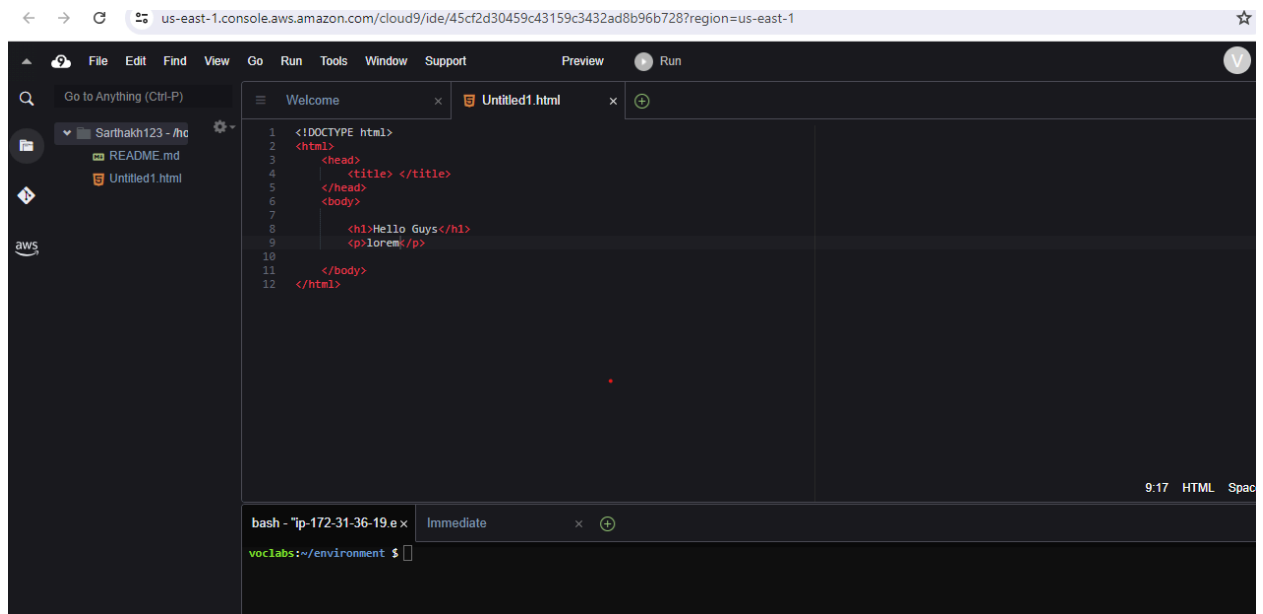 us-east-1.console.aws.amazon.com/cloud9/ide/45cf2d30459c43159c3432ad8b96b728?region=us-east-1
9 File Edit Find View Go Run Tools Window Support Preview Run V
Go to Anything (Ctrl-P)
Welcome × Untitled1.html ×
Sarthakh123 - /ho
README.md
Untitled1.html
aws
1 <!DOCTYPE html>
2 <html>
3 <head>
4 <title> </title>
5 </head>
6 <body>
7
8 <h1>Hello Guys</h1>
9 <p>lorem</p>
10
11 </body>
12 </html>
9:17 HTML Spac
bash - "ip-172-31-36-19.e × Immediate ×
voclabs:~/environment $